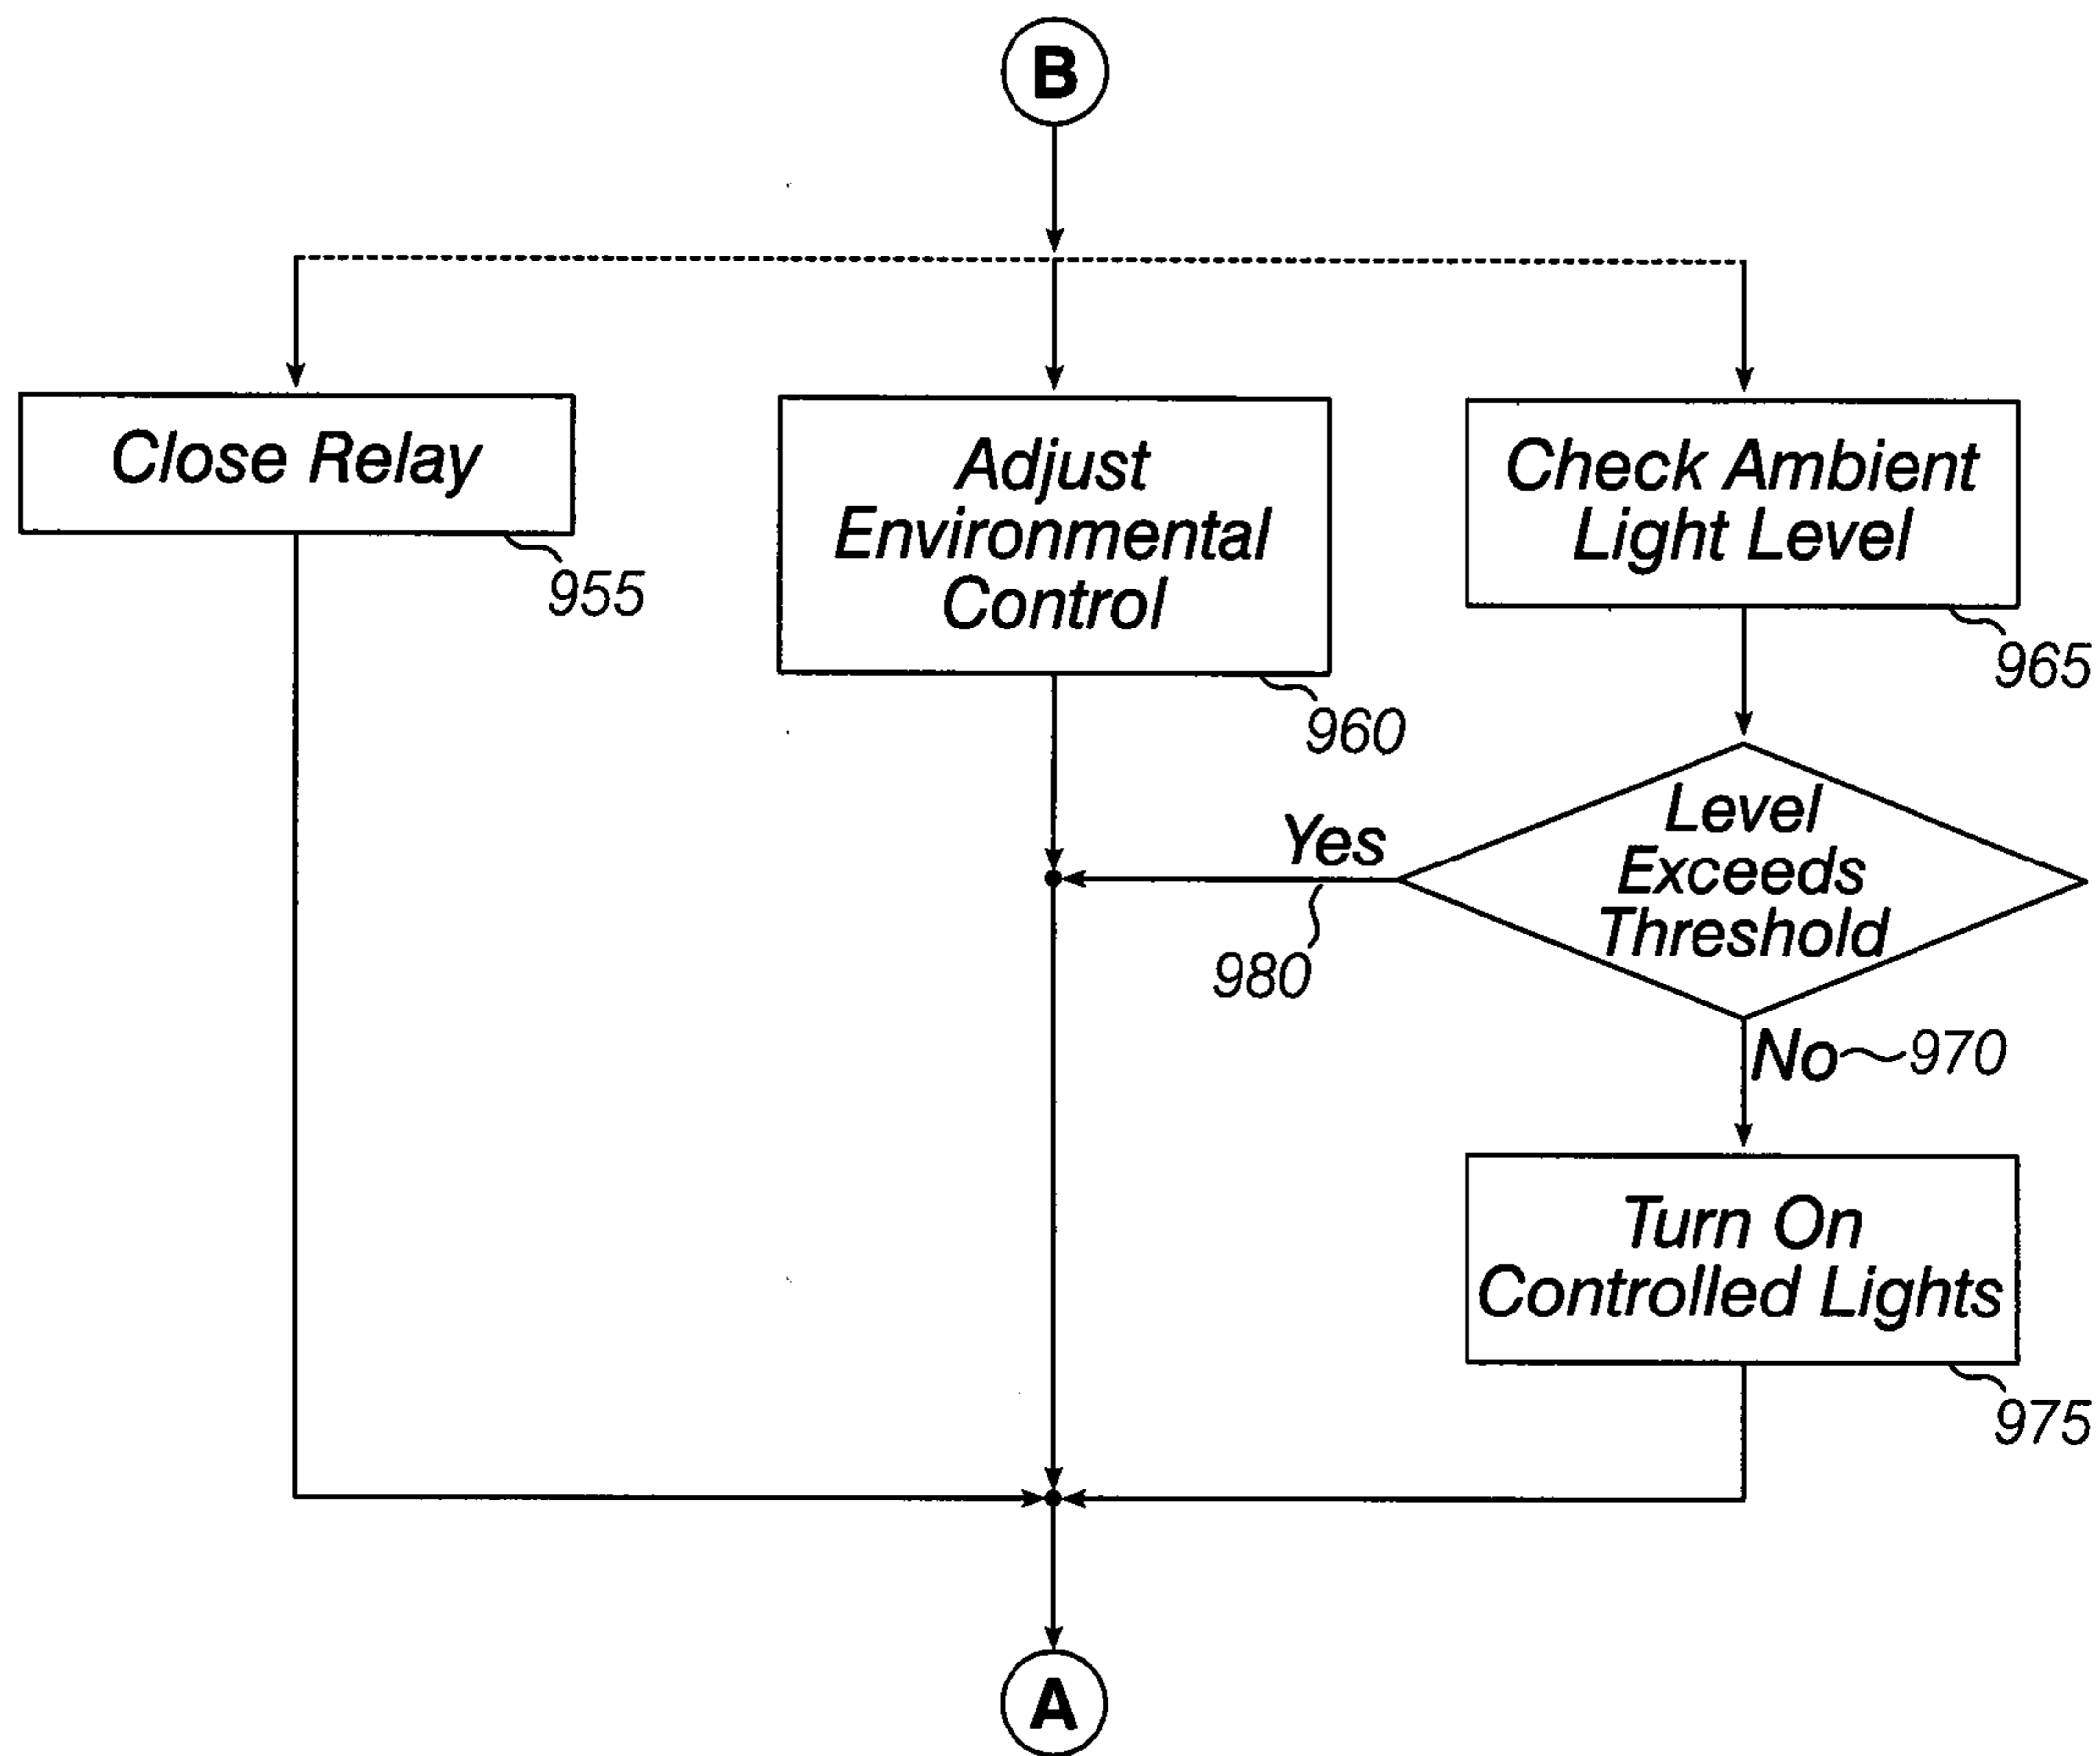 B
Close Relay
955
Adjust
Environmental
Control
960
Check Ambient
Light Level
965
Level
Exceeds
Threshold
Yes
980
No
970
Turn On
Controlled Lights
975
A